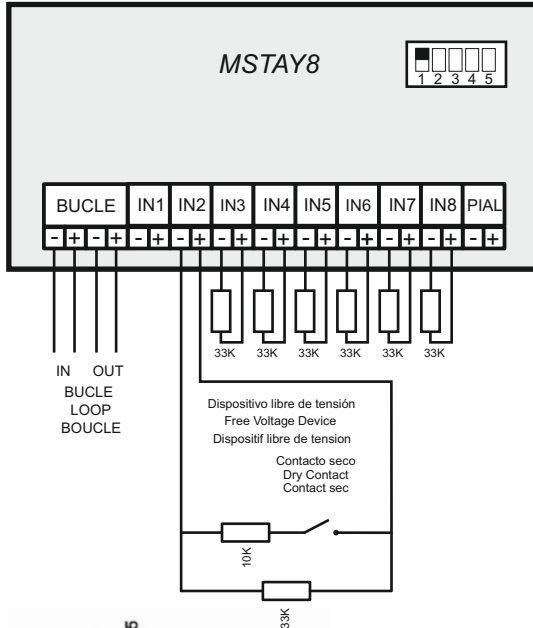 MSTAY8
1 2 3 4 5
BUCLE IN1 IN2 IN3 IN4 IN5 IN6 IN7 IN8 PIAL
- + - + - + - + - + - + - + - + - + - + - +
33K 33K 33K 33K 33K 33K
IN OUT
BUCLE
LOOP
BOUCLE
Dispositivo libre de tensión
Free Voltage Device
Dispositif libre de tension
Contacto seco
Dry Contact
Contact sec
10K
33K
5